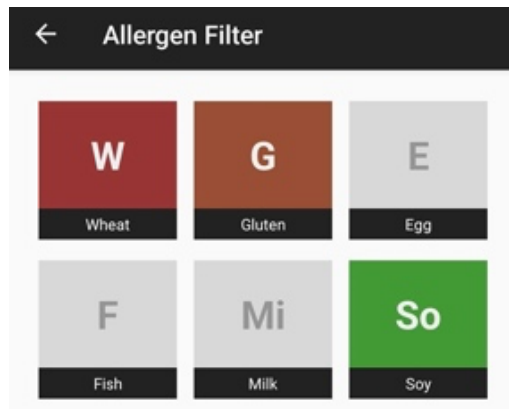 Allergen Filter
W G E
Wheat Gluten Egg
F Mi So
Fish Milk Soy